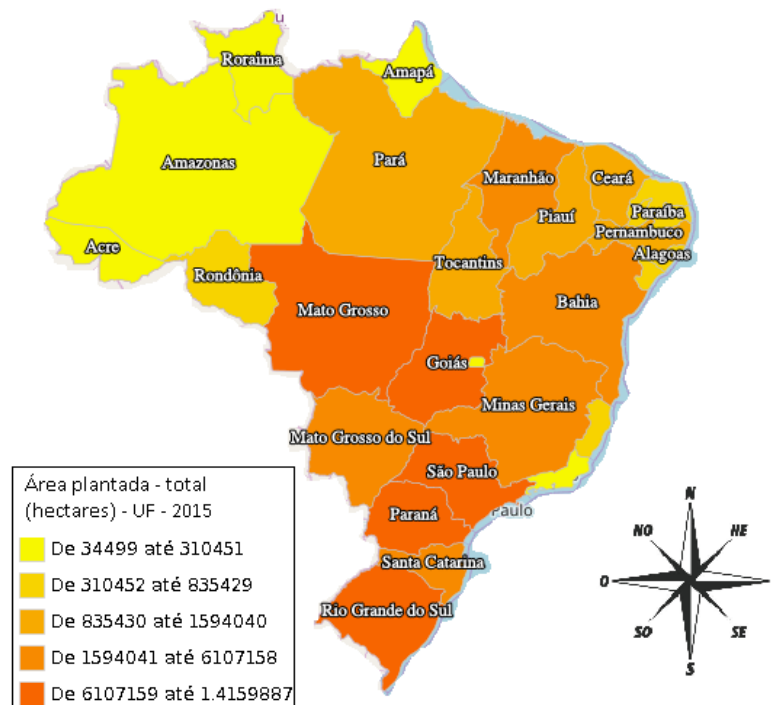 u
Roraima
Amapá
Amazonas
Pará
Maranhão
Ceará
Piauí
Paraíba
Pernambuco
Acre
Rondônia
Tocantins
Alagoas
Mato Grosso
Bahia
Goiás
Minas Gerais
Mato Grosso do Sul
São Paulo
Paraná
Paulo
Santa Catarina
Rio Grande do Sul
Área plantada - total
(hectares) - UF - 2015
De 34499 até 310451
De 310452 até 835429
De 835430 até 1594040
De 1594041 até 6107158
De 6107159 até 1.4159887
N
NO
HE
O
SO
SE
S